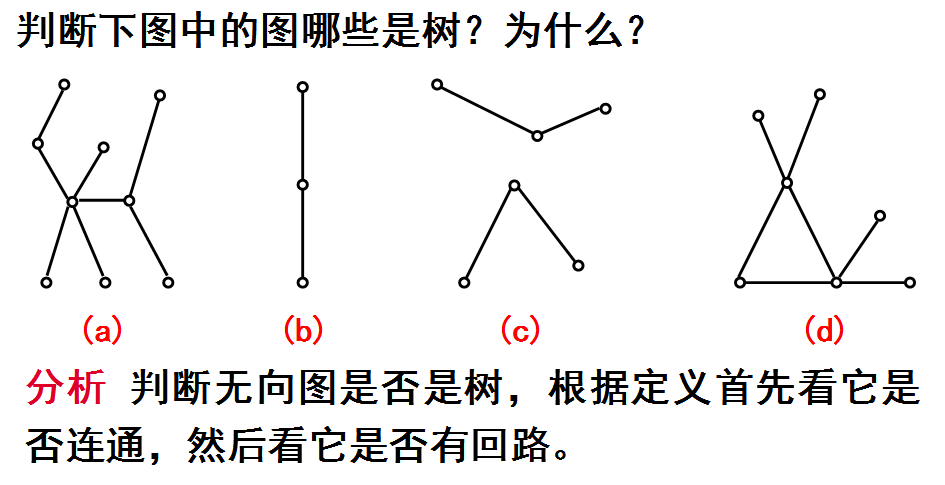 判断下图中的图哪些是树？为什么？
(a)
(b)
(c)
(d)
分析 判断无向图是否是树，根据定义首先看它是
否连通，然后看它是否有回路。